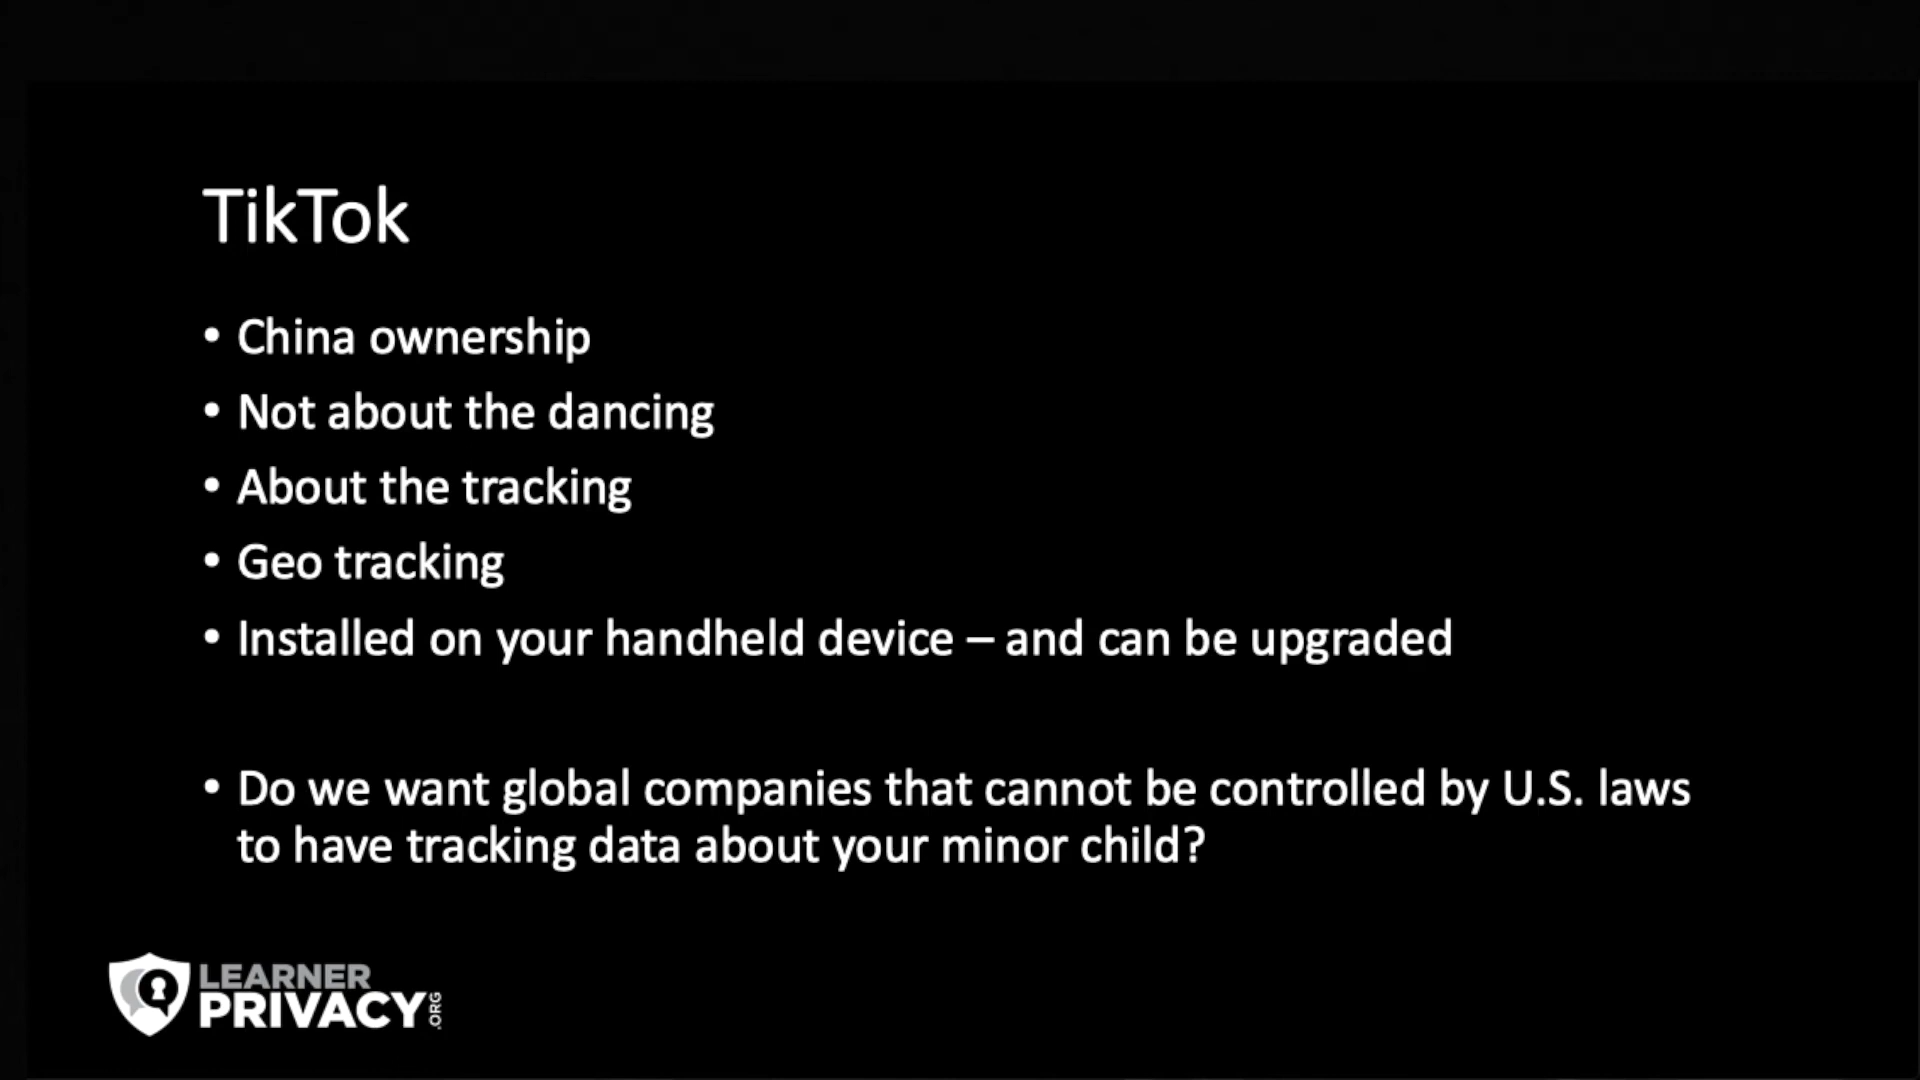 TikTok
• China ownership
• Not about the dancing
• About the tracking
• Geo tracking
• Installed on your handheld device – and can be upgraded
• Do we want global companies that cannot be controlled by U.S. laws
to have tracking data about your minor child?
LEARNER
PRIVACY.ORG